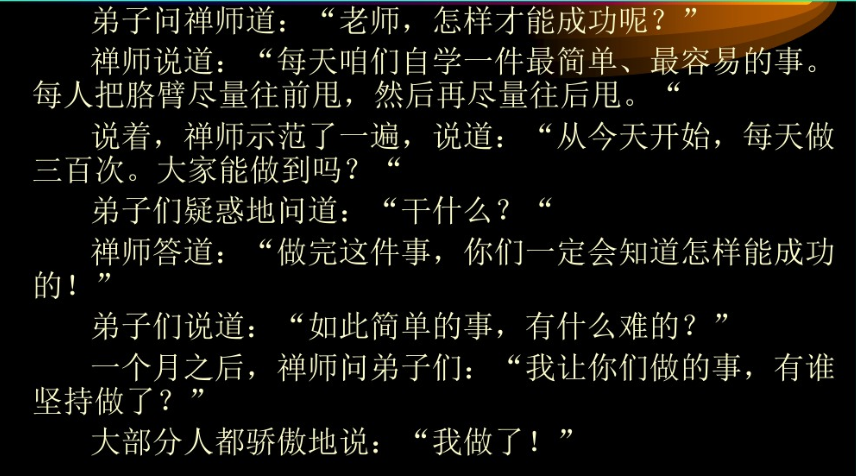 弟子问禅师道：“老师，怎样才能成功呢？”
禅师说道：“每天咱们自学一件最简单、最容易的事。
每人把胳臂尽量往前甩，然后再尽量往后甩。“
说着，禅师示范了一遍，说道：“从今天开始，每天做
三百次。大家能做到吗？“
弟子们疑惑地问道：“干什么？“
禅师答道：“做完这件事，你们一定会知道怎样能成功
的！”
弟子们说道：“如此简单的事，有什么难的？”
一个月之后，禅师问弟子们：“我让你们做的事，有谁
坚持做了？”
大部分人都骄傲地说：“我做了！”